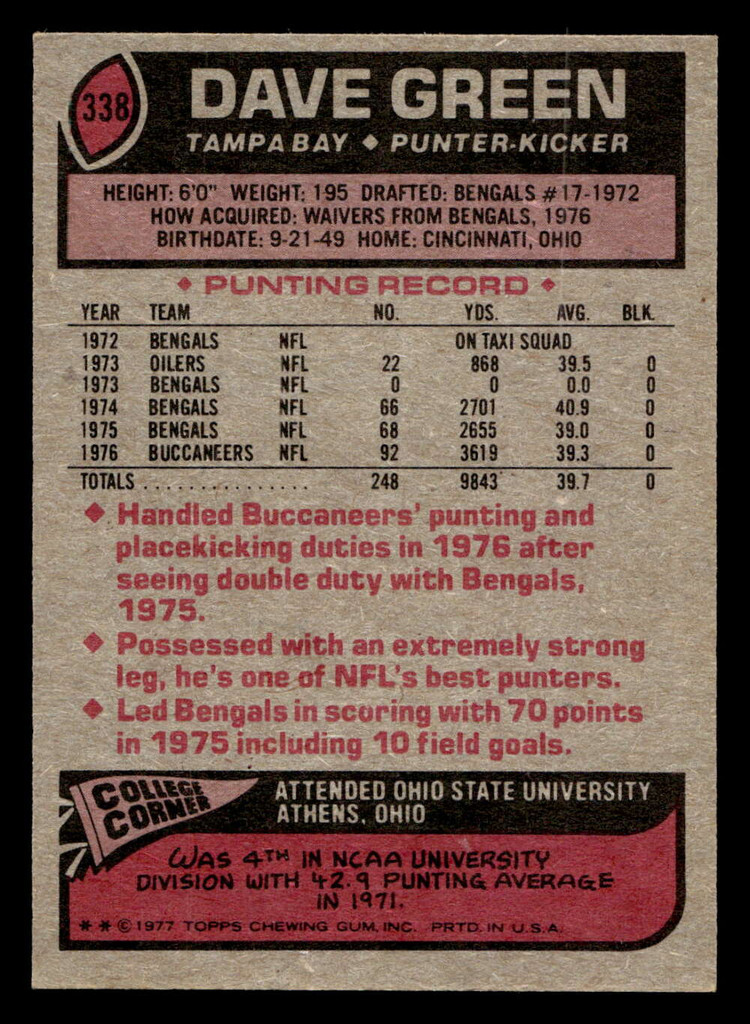 338
DAVE GREEN
TAMPA BAY ♦ PUNTER-KICKER
HEIGHT: 6'0" WEIGHT: 195 DRAFTED: BENGALS #17-1972
HOW ACQUIRED: WAIVERS FROM BENGALS, 1976
BIRTHDATE: 9-21-49 HOME: CINCINNATI, OHIO
♦ PUNTING RECORD ♦
YEAR TEAM NO. YDS. AVG. BLK.
1972 BENGALS NFL ON TAXI SQUAD
1973 OILERS NFL 22 868 39.5 0
1973 BENGALS NFL 0 0 0.0 0
1974 BENGALS NFL 66 2701 40.9 0
1975 BENGALS NFL 68 2655 39.0 0
1976 BUCCANEERS NFL 92 3619 39.3 0
TOTALS ............... 248 9843 39.7 0
♦ Handled Buccaneers' punting and
placekicking duties in 1976 after
seeing double duty with Bengals,
1975.
♦ Possessed with an extremely strong
leg, he's one of NFL's best punters.
♦ Led Bengals in scoring with 70 points
in 1975 including 10 field goals.
COLLEGE
CORNER
ATTENDED OHIO STATE UNIVERSITY
ATHENS, OHIO
WAS 4TH IN NCAA UNIVERSITY
DIVISION WITH 42.9 PUNTING AVERAGE
IN 1971.
* * © 1977 TOPPS CHEWING GUM, INC. PRTD. IN U.S.A.